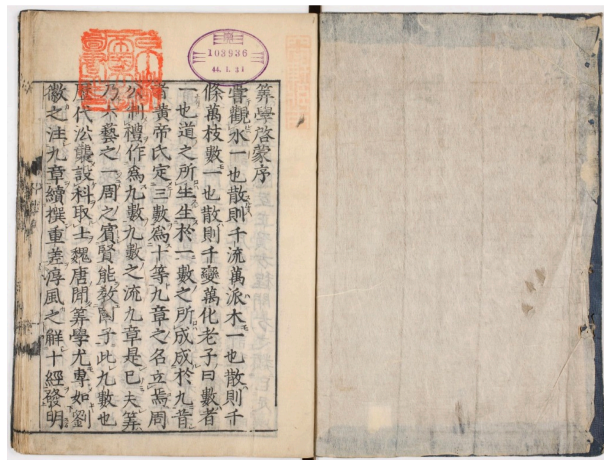 103936
筭學啓蒙序
嘗觀水一也散則千流萬派木一也散則千
條萬枝數一也散則千變萬化老子曰數者
一也道之所生生於一數之所成成於九昔
者黄帝氏定三數爲十等九章之名立焉周
公制禮作爲九數九數之流九章是已夫筭
乃六藝之一周之賓賢能教國子此九數也
歷代㳂襲設科取士魏唐間筭學尤專如劉
徽之注九章續撰重差淳風之解十經發明